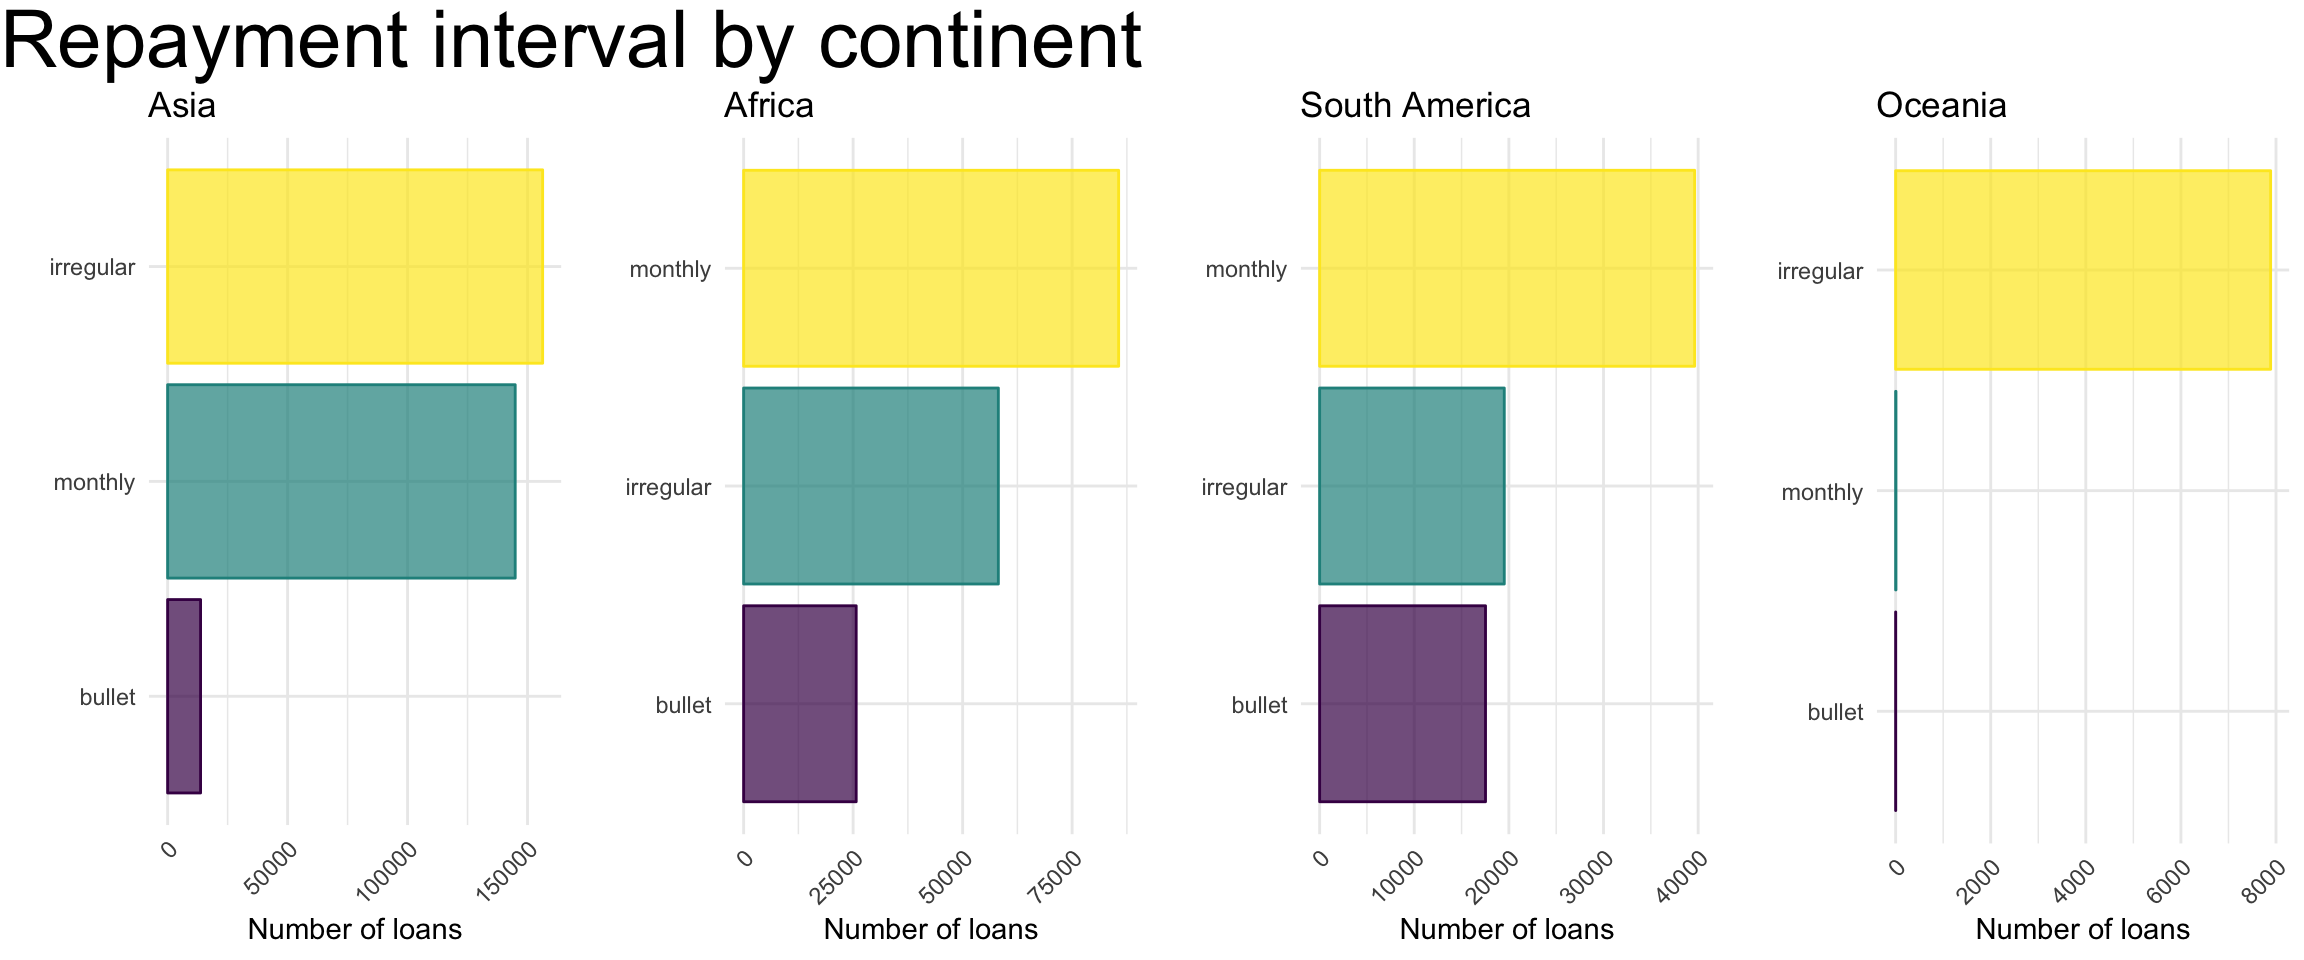 Repayment interval by continent
Asia
irregular
monthly
bullet
0
50000
100000
150000
Number of loans
Africa
monthly
irregular
bullet
0
25000
50000
75000
Number of loans
South America
monthly
irregular
bullet
0
10000
20000
30000
40000
Number of loans
Oceania
irregular
monthly
bullet
0
2000
4000
6000
8000
Number of loans